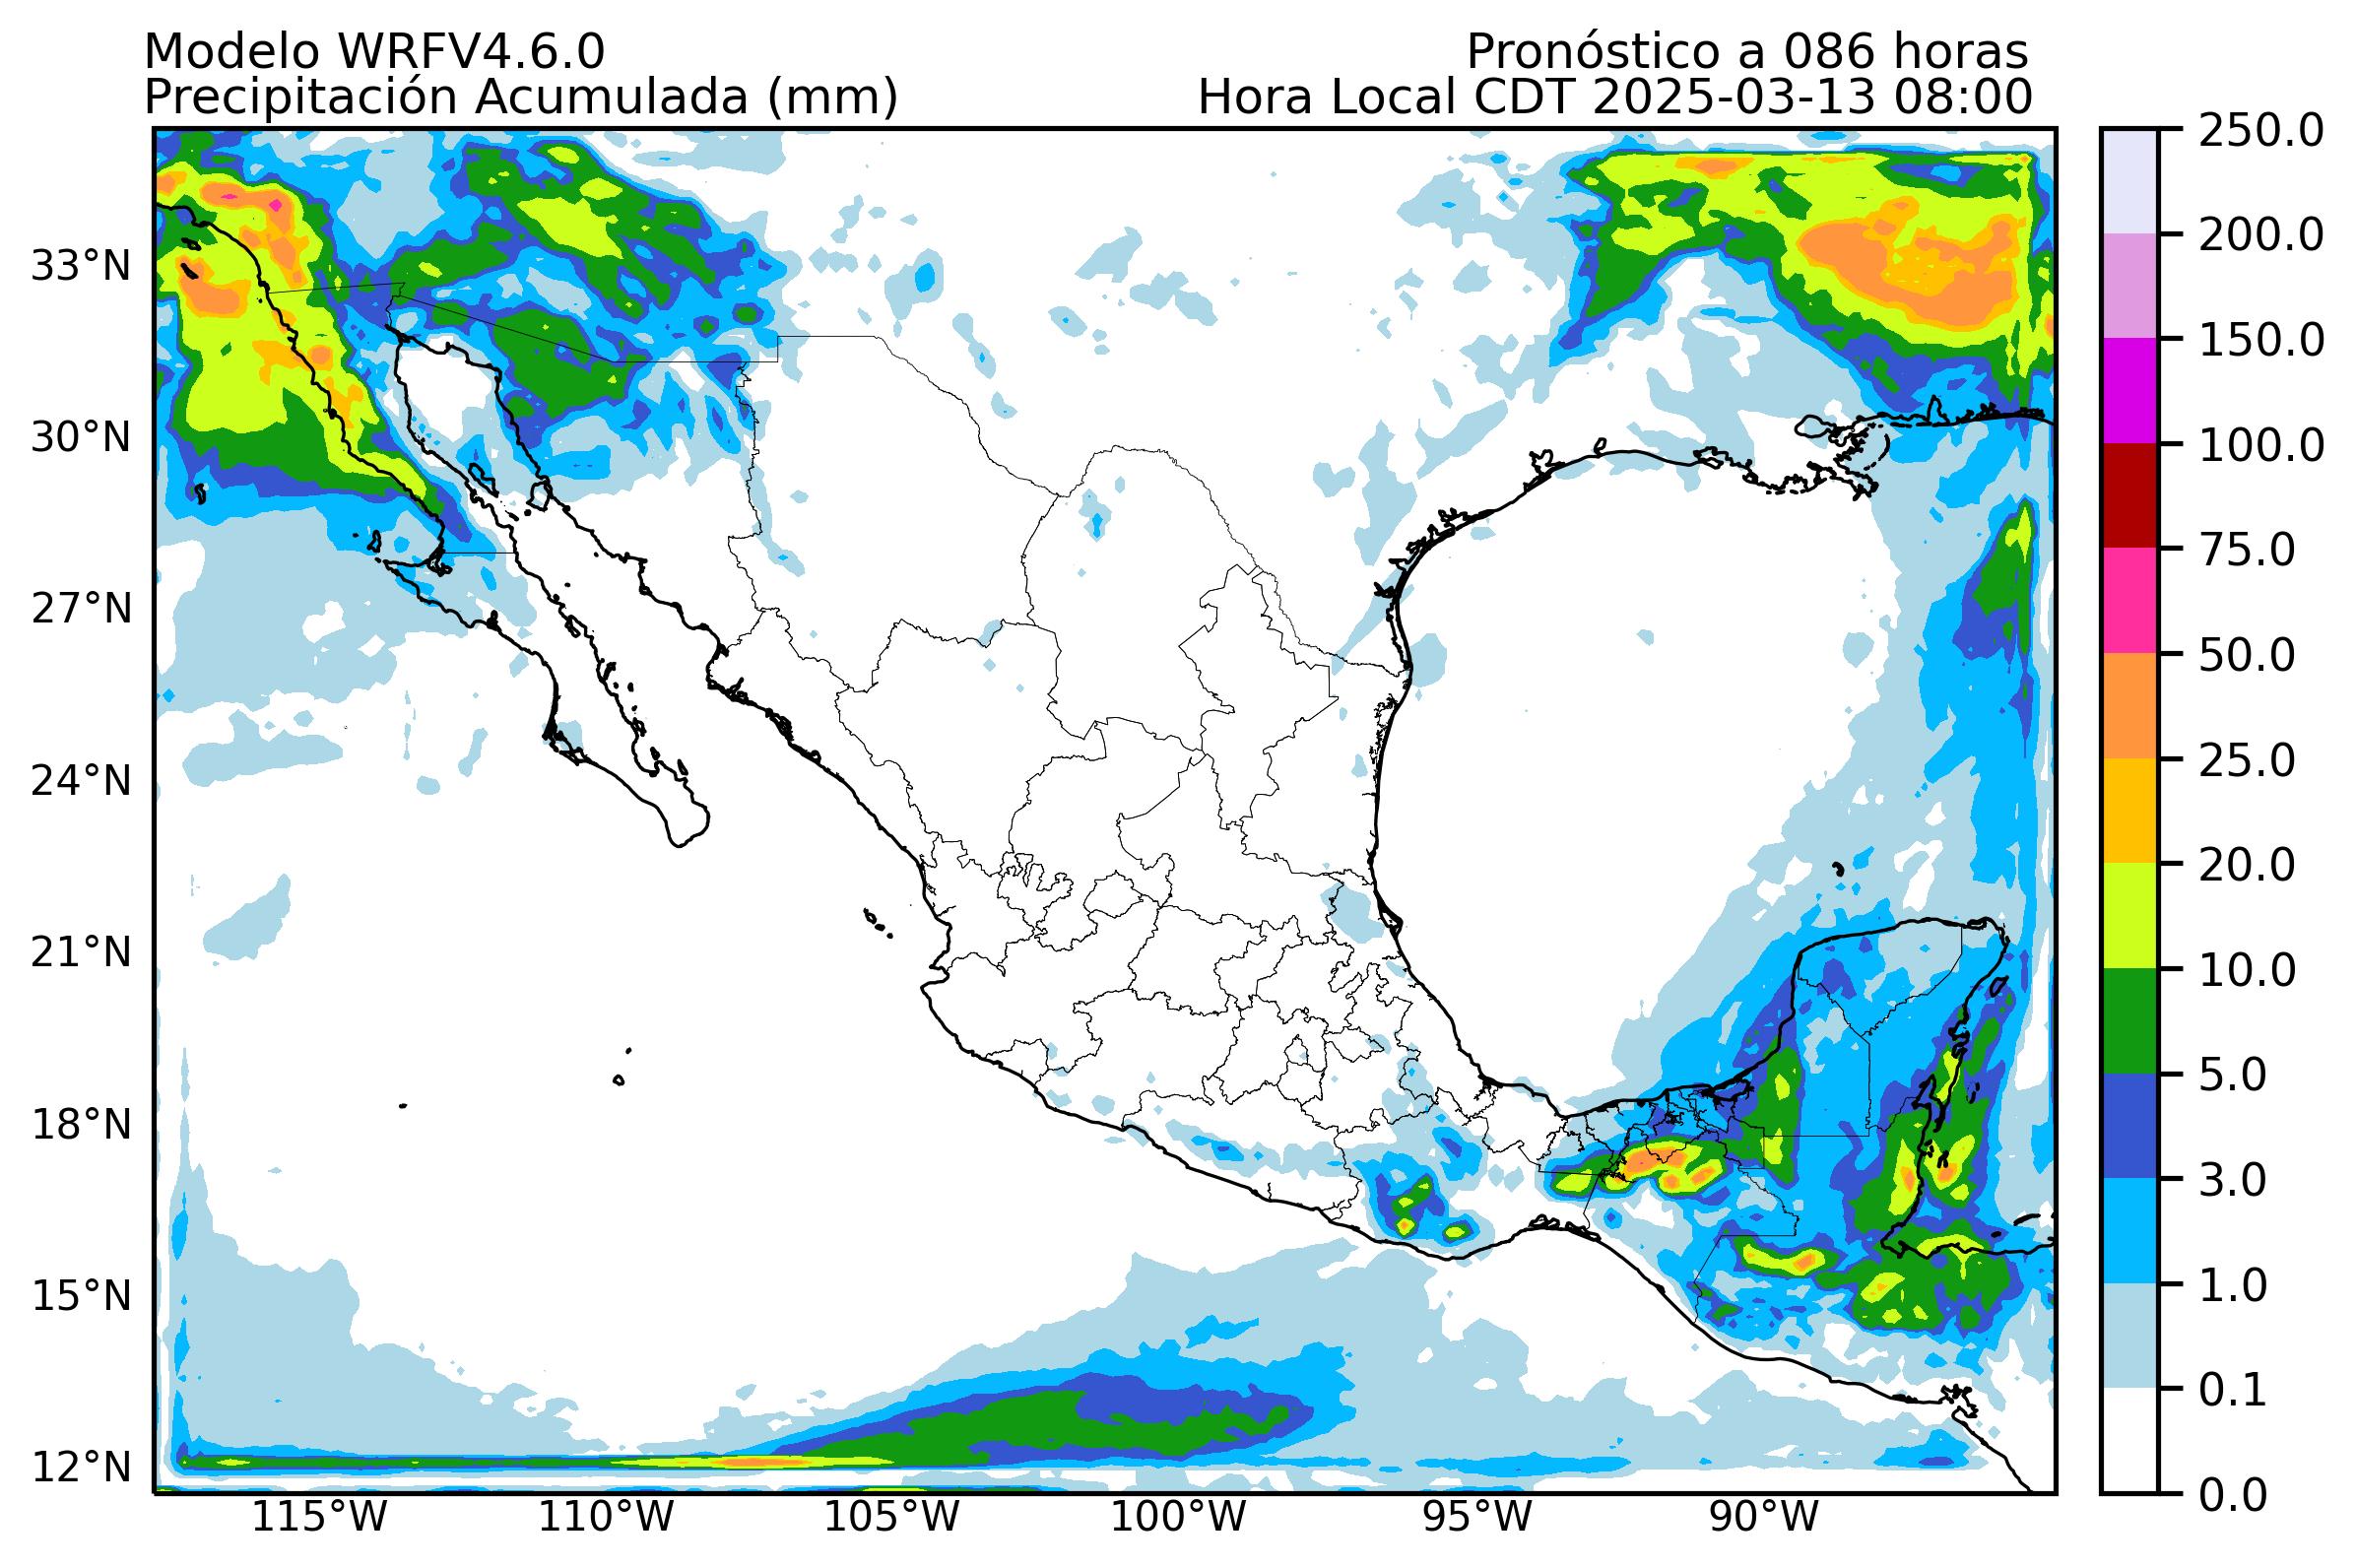 Modelo WRFV4.6.0
Pronóstico a 086 horas
Precipitación Acumulada (mm)
Hora Local CDT 2025-03-13 08:00
33°N
30°N
27°N
24°N
21°N
18°N
15°N
12°N
115°W
110°W
105°W
100°W
95°W
90°W
250.0
200.0
150.0
100.0
75.0
50.0
25.0
20.0
10.0
5.0
3.0
1.0
0.1
0.0